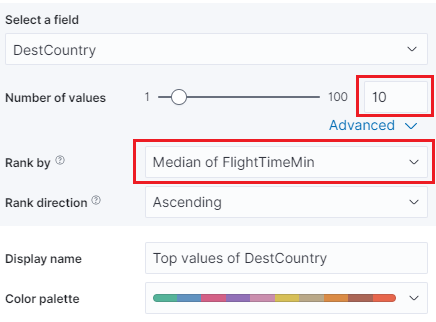 Select a field
DestCountry
Number of values 1 100 10
Advanced
Rank by Median of FlightTimeMin
Rank direction Ascending
Display name Top values of DestCountry
Color palette